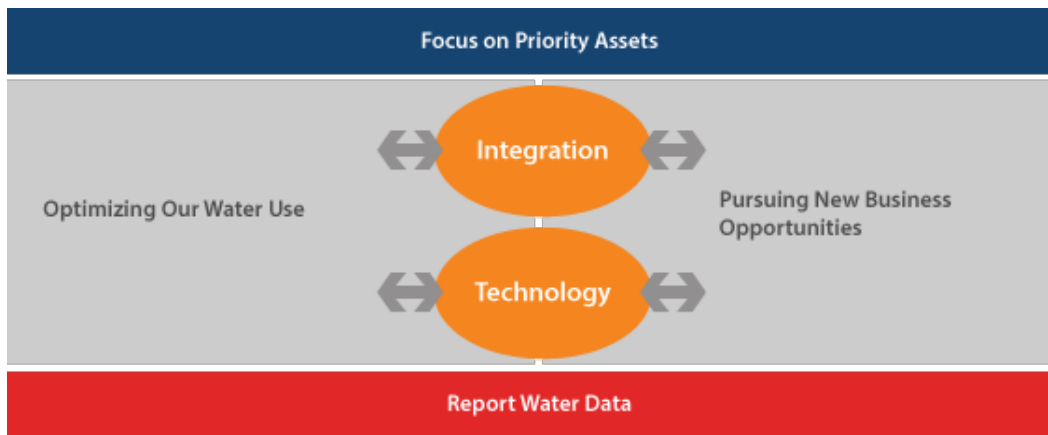 Focus on Priority Assets
Integration
Optimizing Our Water Use
Pursuing New Business
Opportunities
Technology
Report Water Data